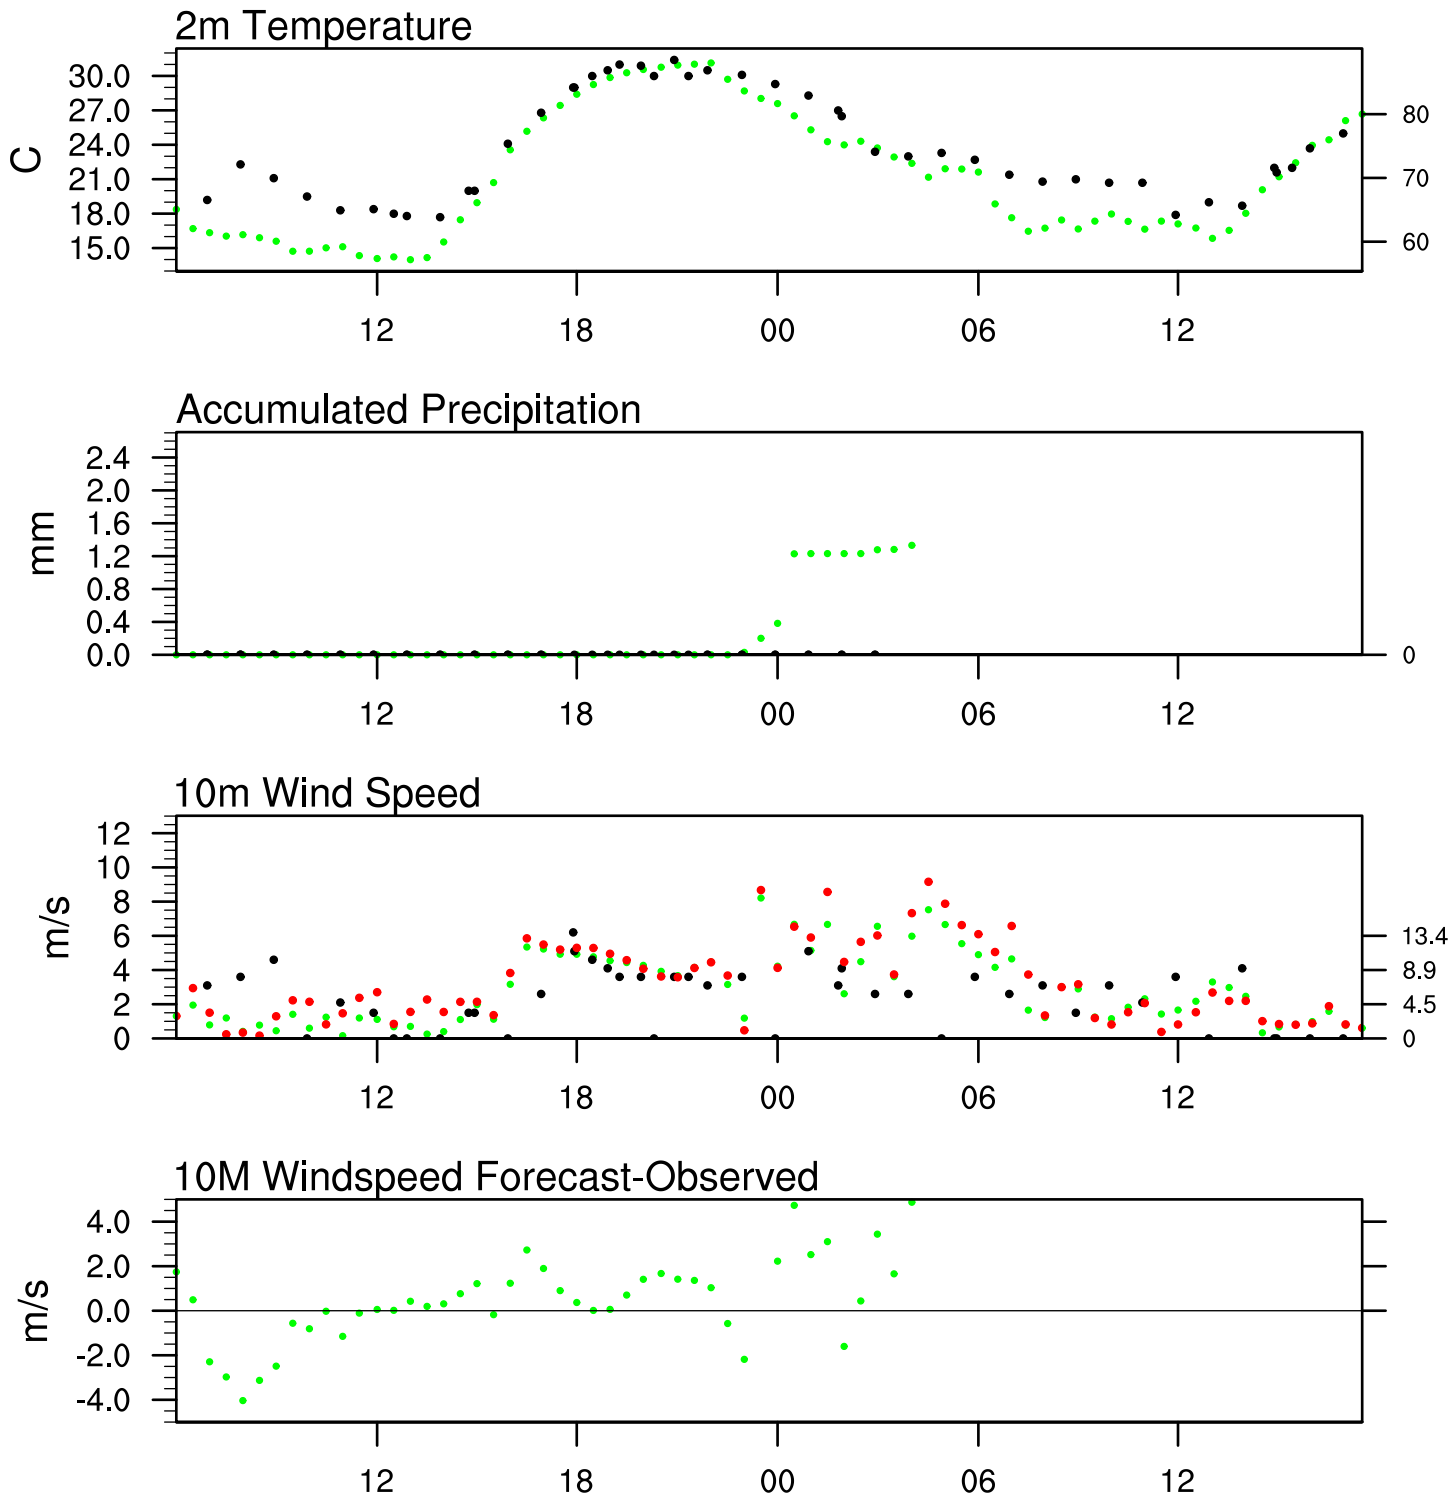 2m Temperature
C
30.0
27.0
24.0
21.0
18.0
15.0
80
70
60
12 18 00 06 12
Accumulated Precipitation
mm
2.4
2.0
1.6
1.2
0.8
0.4
0.0
0
12 18 00 06 12
10m Wind Speed
m/s
12
10
8
6
4
2
0
13.4
8.9
4.5
0
12 18 00 06 12
10M Windspeed Forecast-Observed
m/s
4.0
2.0
0.0
-2.0
-4.0
12 18 00 06 12